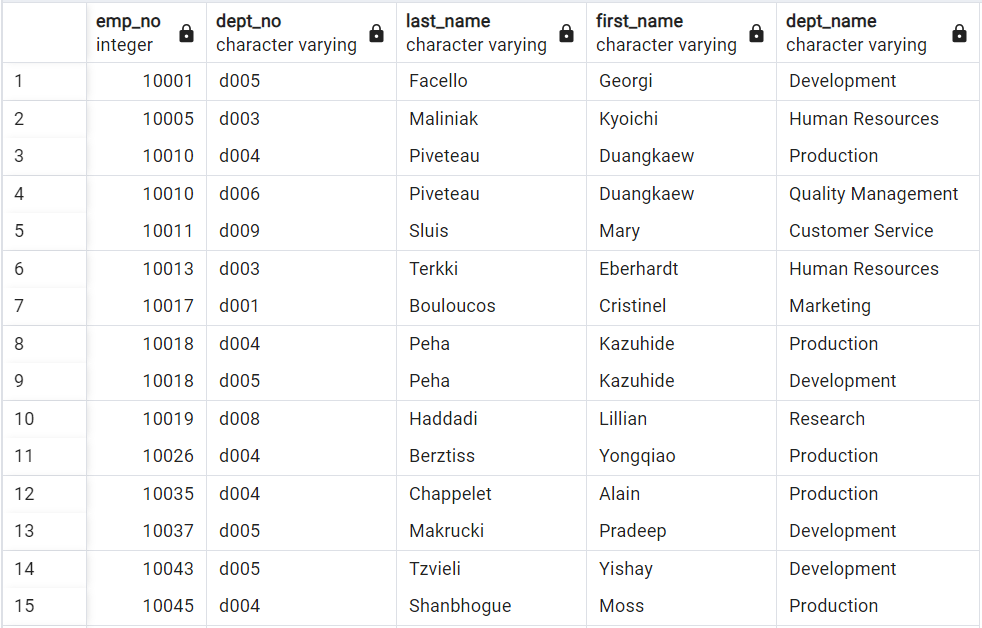 emp_no dept_no last_name first_name dept_name
integer character varying character varying character varying character varying
1 10001 d005 Facello Georgi Development
2 10005 d003 Maliniak Kyoichi Human Resources
3 10010 d004 Piveteau Duangkaew Production
4 10010 d006 Piveteau Duangkaew Quality Management
5 10011 d009 Sluis Mary Customer Service
6 10013 d003 Terkki Eberhardt Human Resources
7 10017 d001 Bouloucos Cristinel Marketing
8 10018 d004 Peha Kazuhide Production
9 10018 d005 Peha Kazuhide Development
10 10019 d008 Haddadi Lillian Research
11 10026 d004 Berztiss Yongqiao Production
12 10035 d004 Chappelet Alain Production
13 10037 d005 Makrucki Pradeep Development
14 10043 d005 Tzvieli Yishay Development
15 10045 d004 Shanbhogue Moss Production